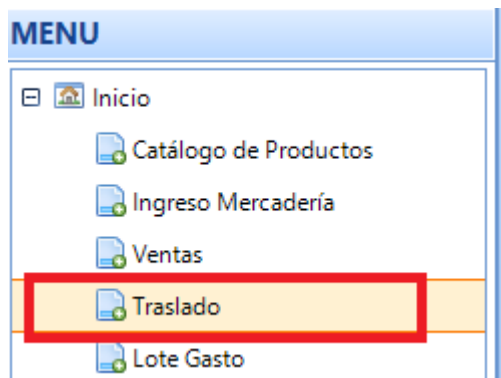 MENU
Inicio
Catálogo de Productos
Ingreso Mercadería
Ventas
Traslado
Lote Gasto